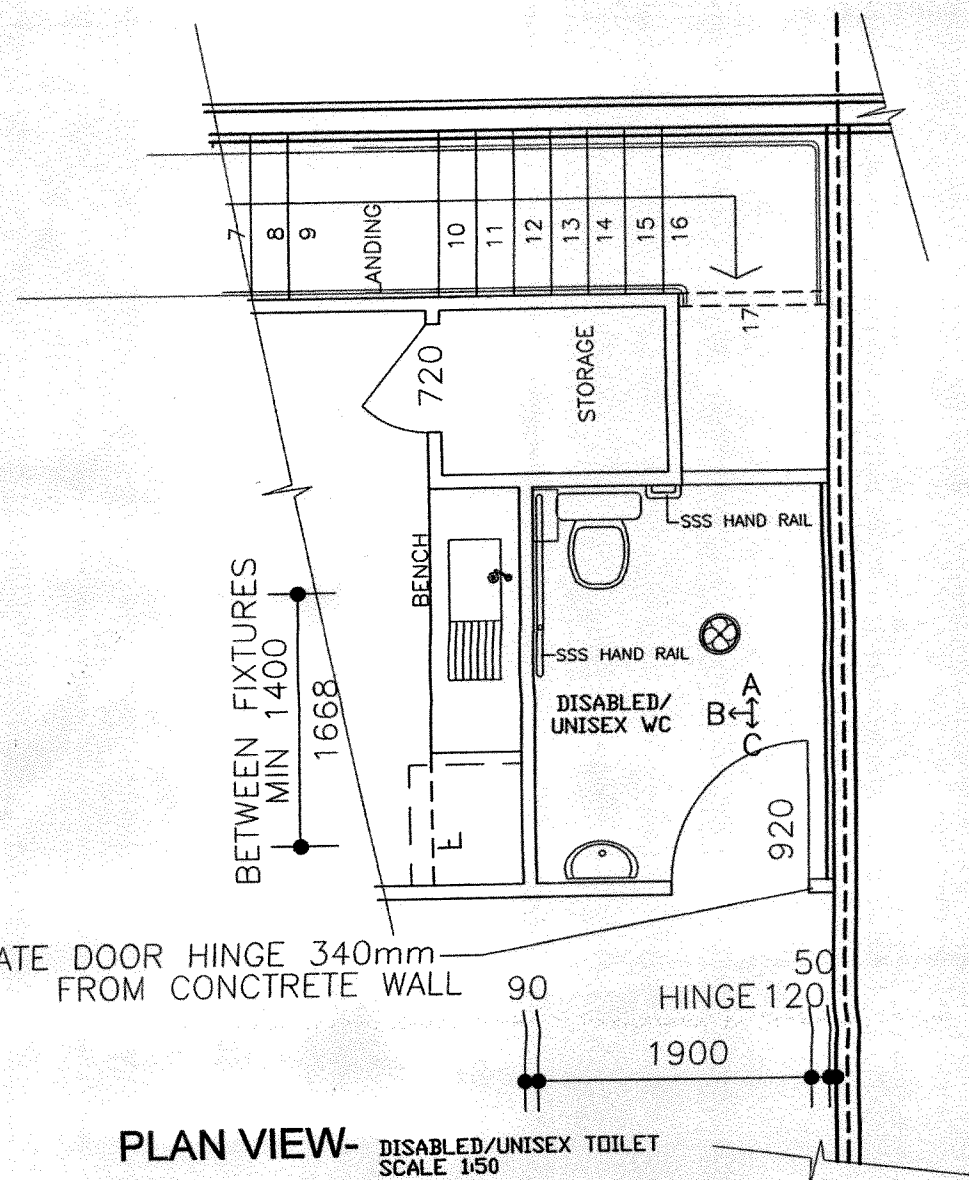 7
8
9
LANDING
10
11
12
13
14
15
16
17
720
STORAGE
SSS HAND RAIL
BENCH
SSS HAND RAIL
BETWEEN FIXTURES
MIN 1400
1668
DISABLED/
UNISEX WC
A
B
C
920
F
ATE DOOR HINGE 340mm
FROM CONCTRETE WALL
90
50
HINGE 120
1900
PLAN VIEW- DISABLED/UNISEX TOILET
SCALE 1:50